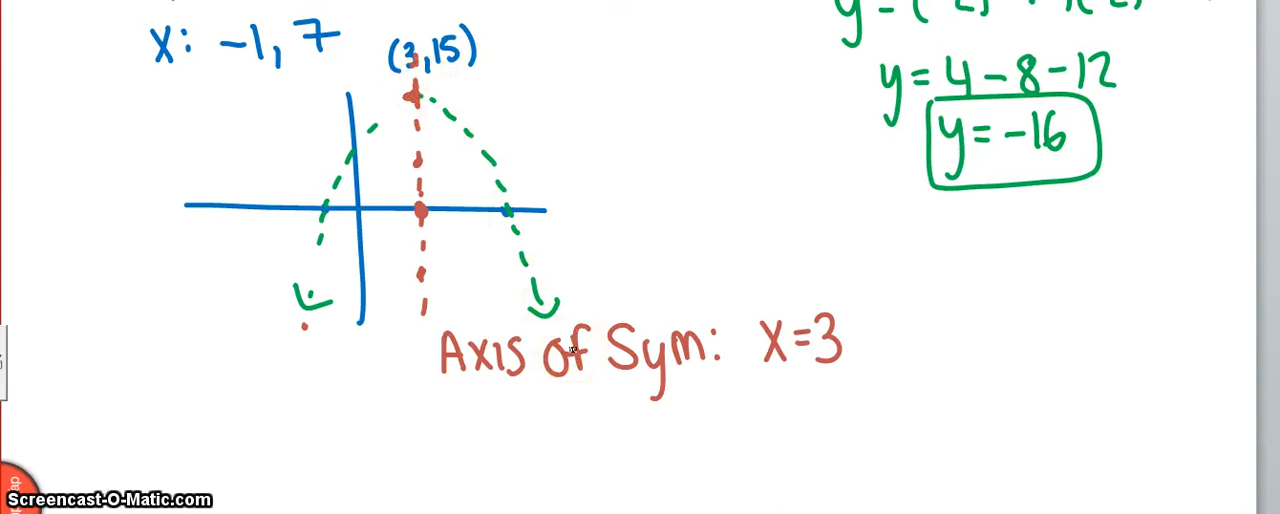 x: -1, 7
(3,15)
y = 4 - 8 - 12
y = -16
Axis of Sym: x=3
Screencast-O-Matic.com